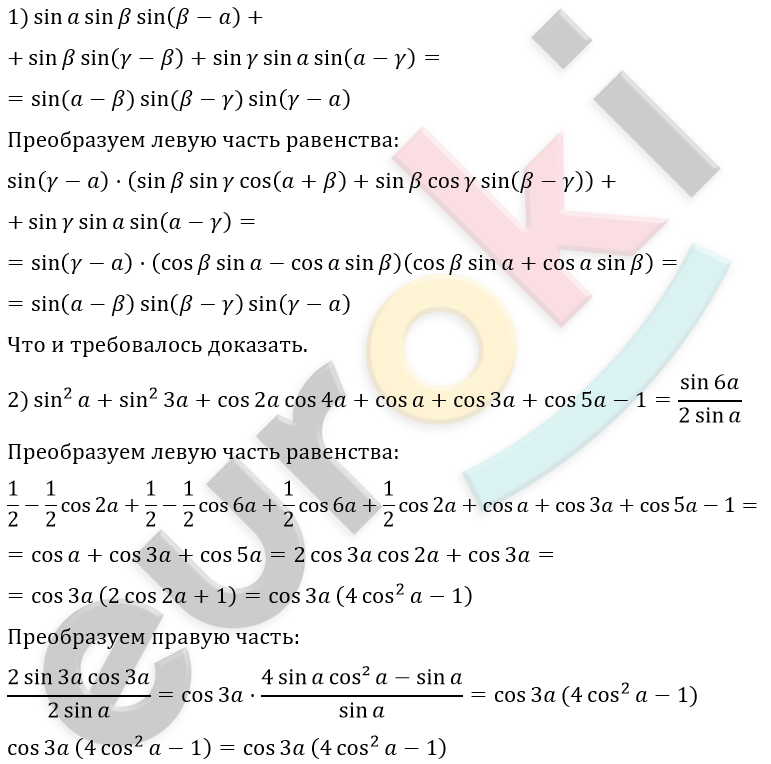 1) sin a sin β sin(β − a) +
+ sin β sin(γ − β) + sin γ sin a sin(a − γ) =
= sin(a − β) sin(β − γ) sin(γ − a)
Преобразуем левую часть равенства:
sin(γ − a) · (sin β sin γ cos(a + β) + sin β cos γ sin(β − γ)) +
+ sin γ sin a sin(a − γ) =
= sin(γ − a) · (cos β sin a − cos a sin β)(cos β sin a + cos a sin β) =
= sin(a − β) sin(β − γ) sin(γ − a)
Что и требовалось доказать.
2) sin² a + sin² 3a + cos 2a cos 4a + cos a + cos 3a + cos 5a − 1 = sin 6a / 2 sin a
Преобразуем левую часть равенства:
1/2 − 1/2 cos 2a + 1/2 − 1/2 cos 6a + 1/2 cos 6a + 1/2 cos 2a + cos a + cos 3a + cos 5a − 1 =
= cos a + cos 3a + cos 5a = 2 cos 3a cos 2a + cos 3a =
= cos 3a (2 cos 2a + 1) = cos 3a (4 cos² a − 1)
Преобразуем правую часть:
2 sin 3a cos 3a / 2 sin a = cos 3a · 4 sin a cos² a − sin a / sin a = cos 3a (4 cos² a − 1)
cos 3a (4 cos² a − 1) = cos 3a (4 cos² a − 1)
euroki